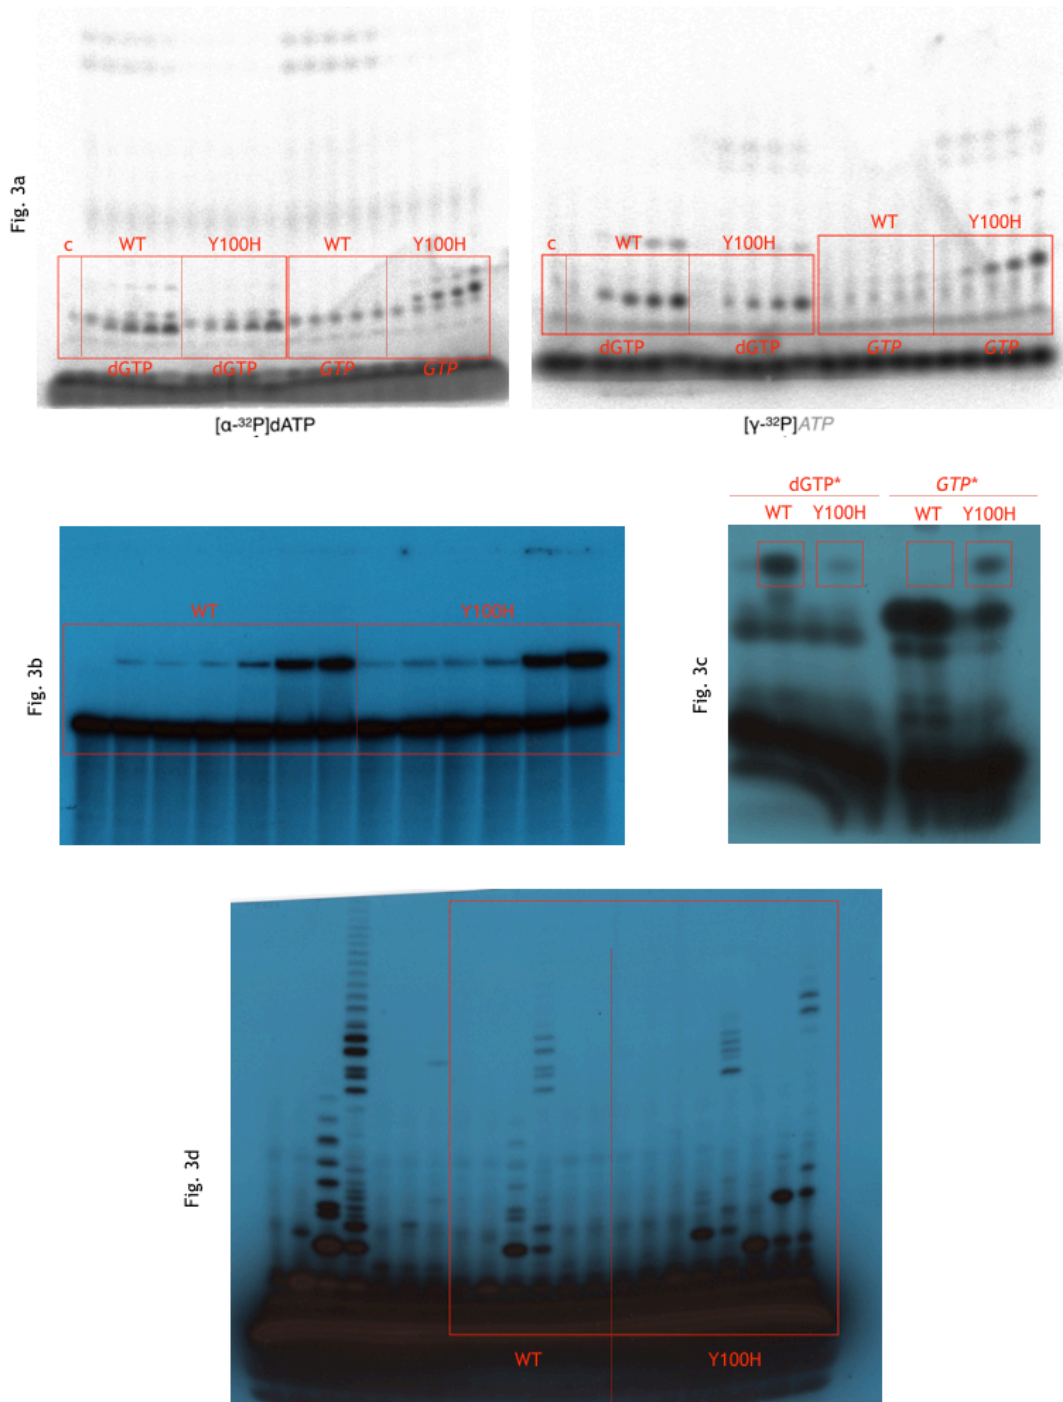 Fig. 3a
c WT Y100H WT Y100H
dGTP dGTP GTP GTP
[α-³²P]dATP
c WT Y100H WT Y100H
dGTP dGTP GTP GTP
[γ-³²P]ATP
Fig. 3b
WT Y100H
Fig. 3c
dGTP* GTP*
WT Y100H WT Y100H
Fig. 3d
WT Y100H